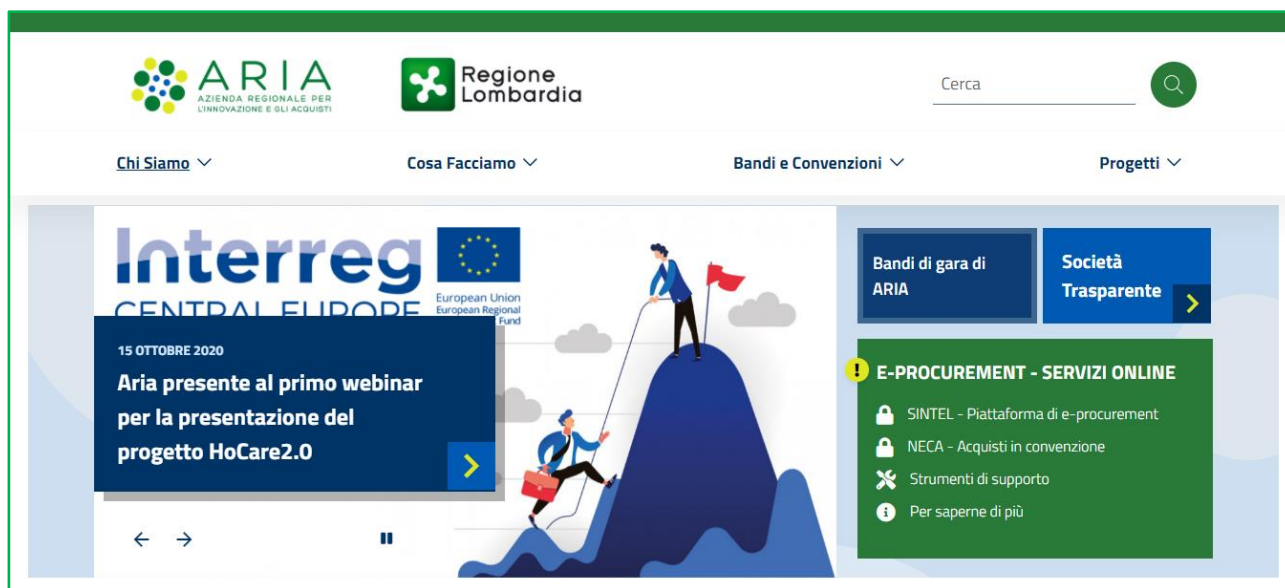 ARIA
AZIENDA REGIONALE PER
L'INNOVAZIONE E GLI ACQUISTI
Regione
Lombardia
Cerca
Chi Siamo
Cosa Facciamo
Bandi e Convenzioni
Progetti
Interreg
CENTRAL EUROPE
European Union
European Regional
Fund
15 OTTOBRE 2020
Aria presente al primo webinar
per la presentazione del
progetto HoCare2.0
Bandi di gara di
ARIA
Società
Trasparente
E-PROCUREMENT - SERVIZI ONLINE
SINTEL - Piattaforma di e-procurement
NECA - Acquisti in convenzione
Strumenti di supporto
Per saperne di più